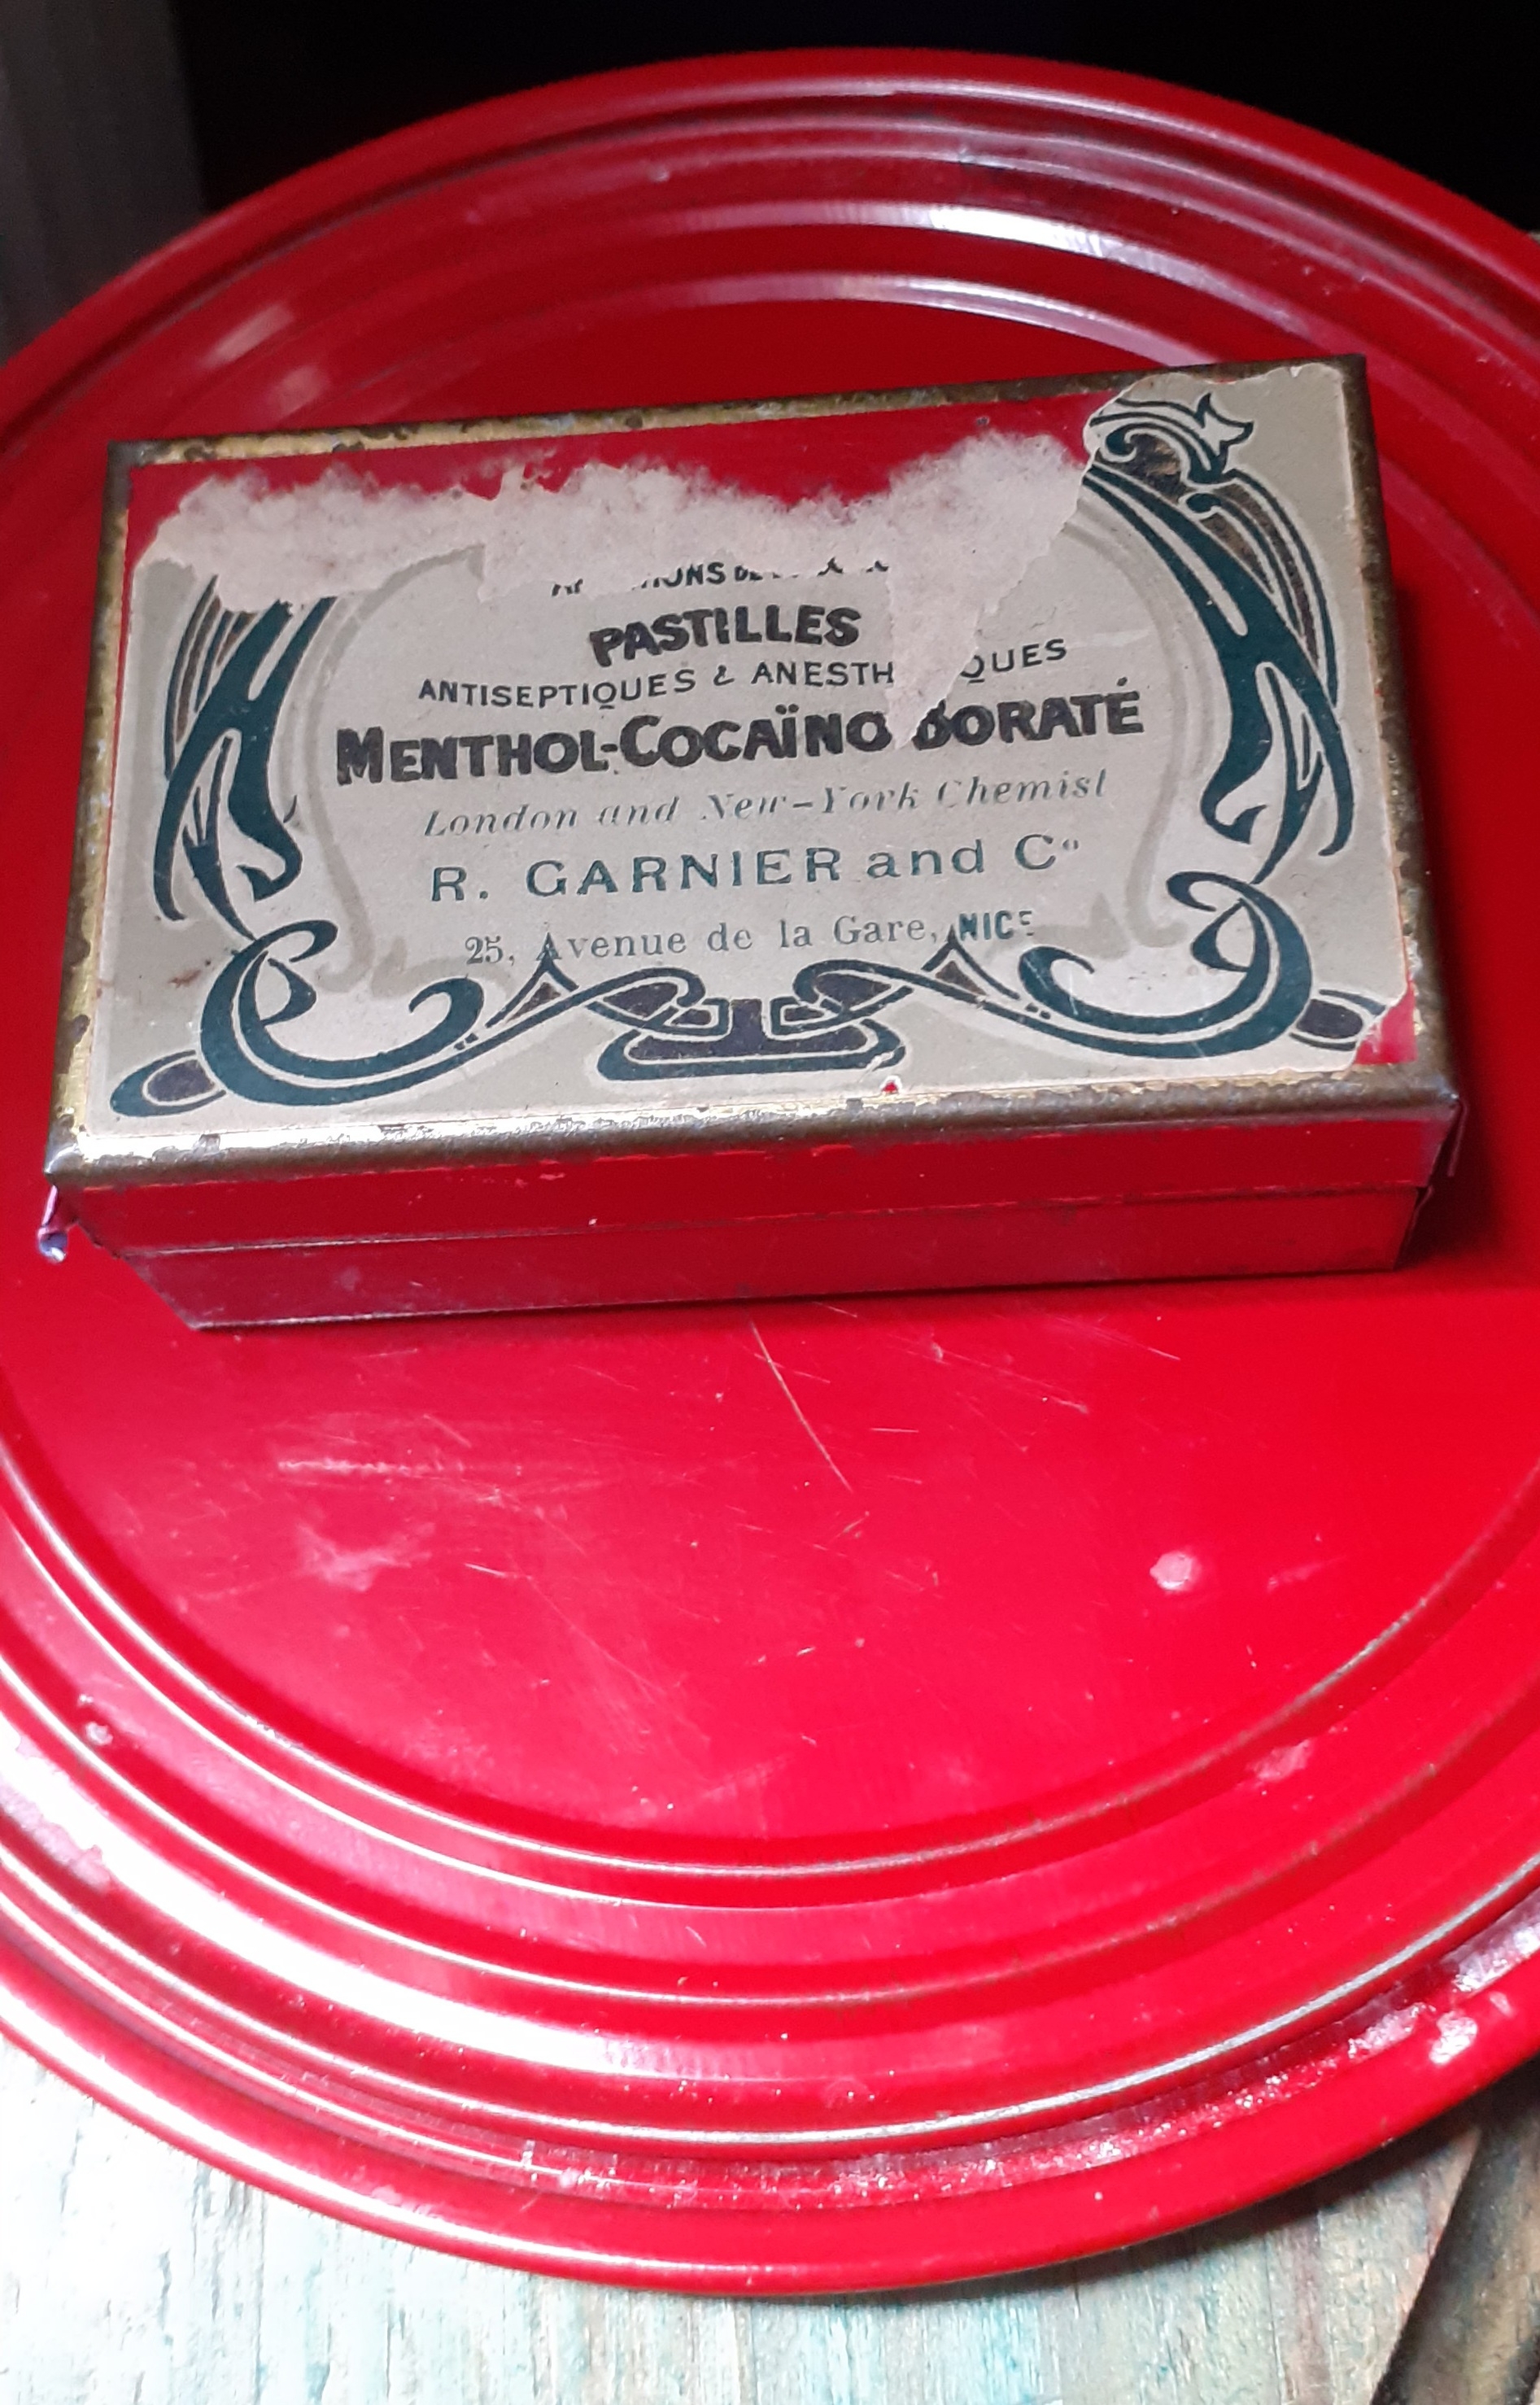 PASTILLES
ANTISEPTIQUES & ANESTH QUES
MENTHOL-COCAÏNO BORATÉ
London and New-York Chemist
R. GARNIER and Cº
25, Avenue de la Gare, NICE